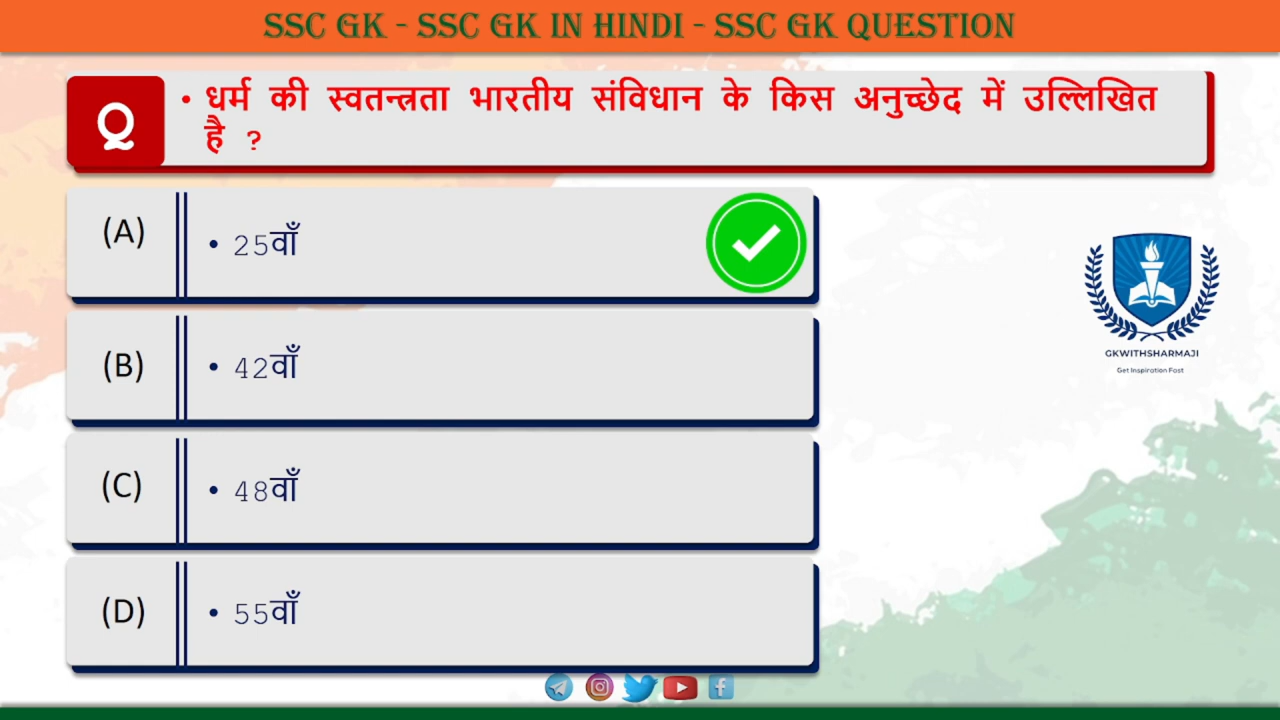 SSC GK - SSC GK IN HINDI - SSC GK QUESTION
Q
• धर्म की स्वतन्त्रता भारतीय संविधान के किस अनुच्छेद में उल्लिखित
है ?
(A) • 25वाँ
(B) • 42वाँ
(C) • 48वाँ
(D) • 55वाँ
GKWITHSHARMAJI
Get Inspiration Fast